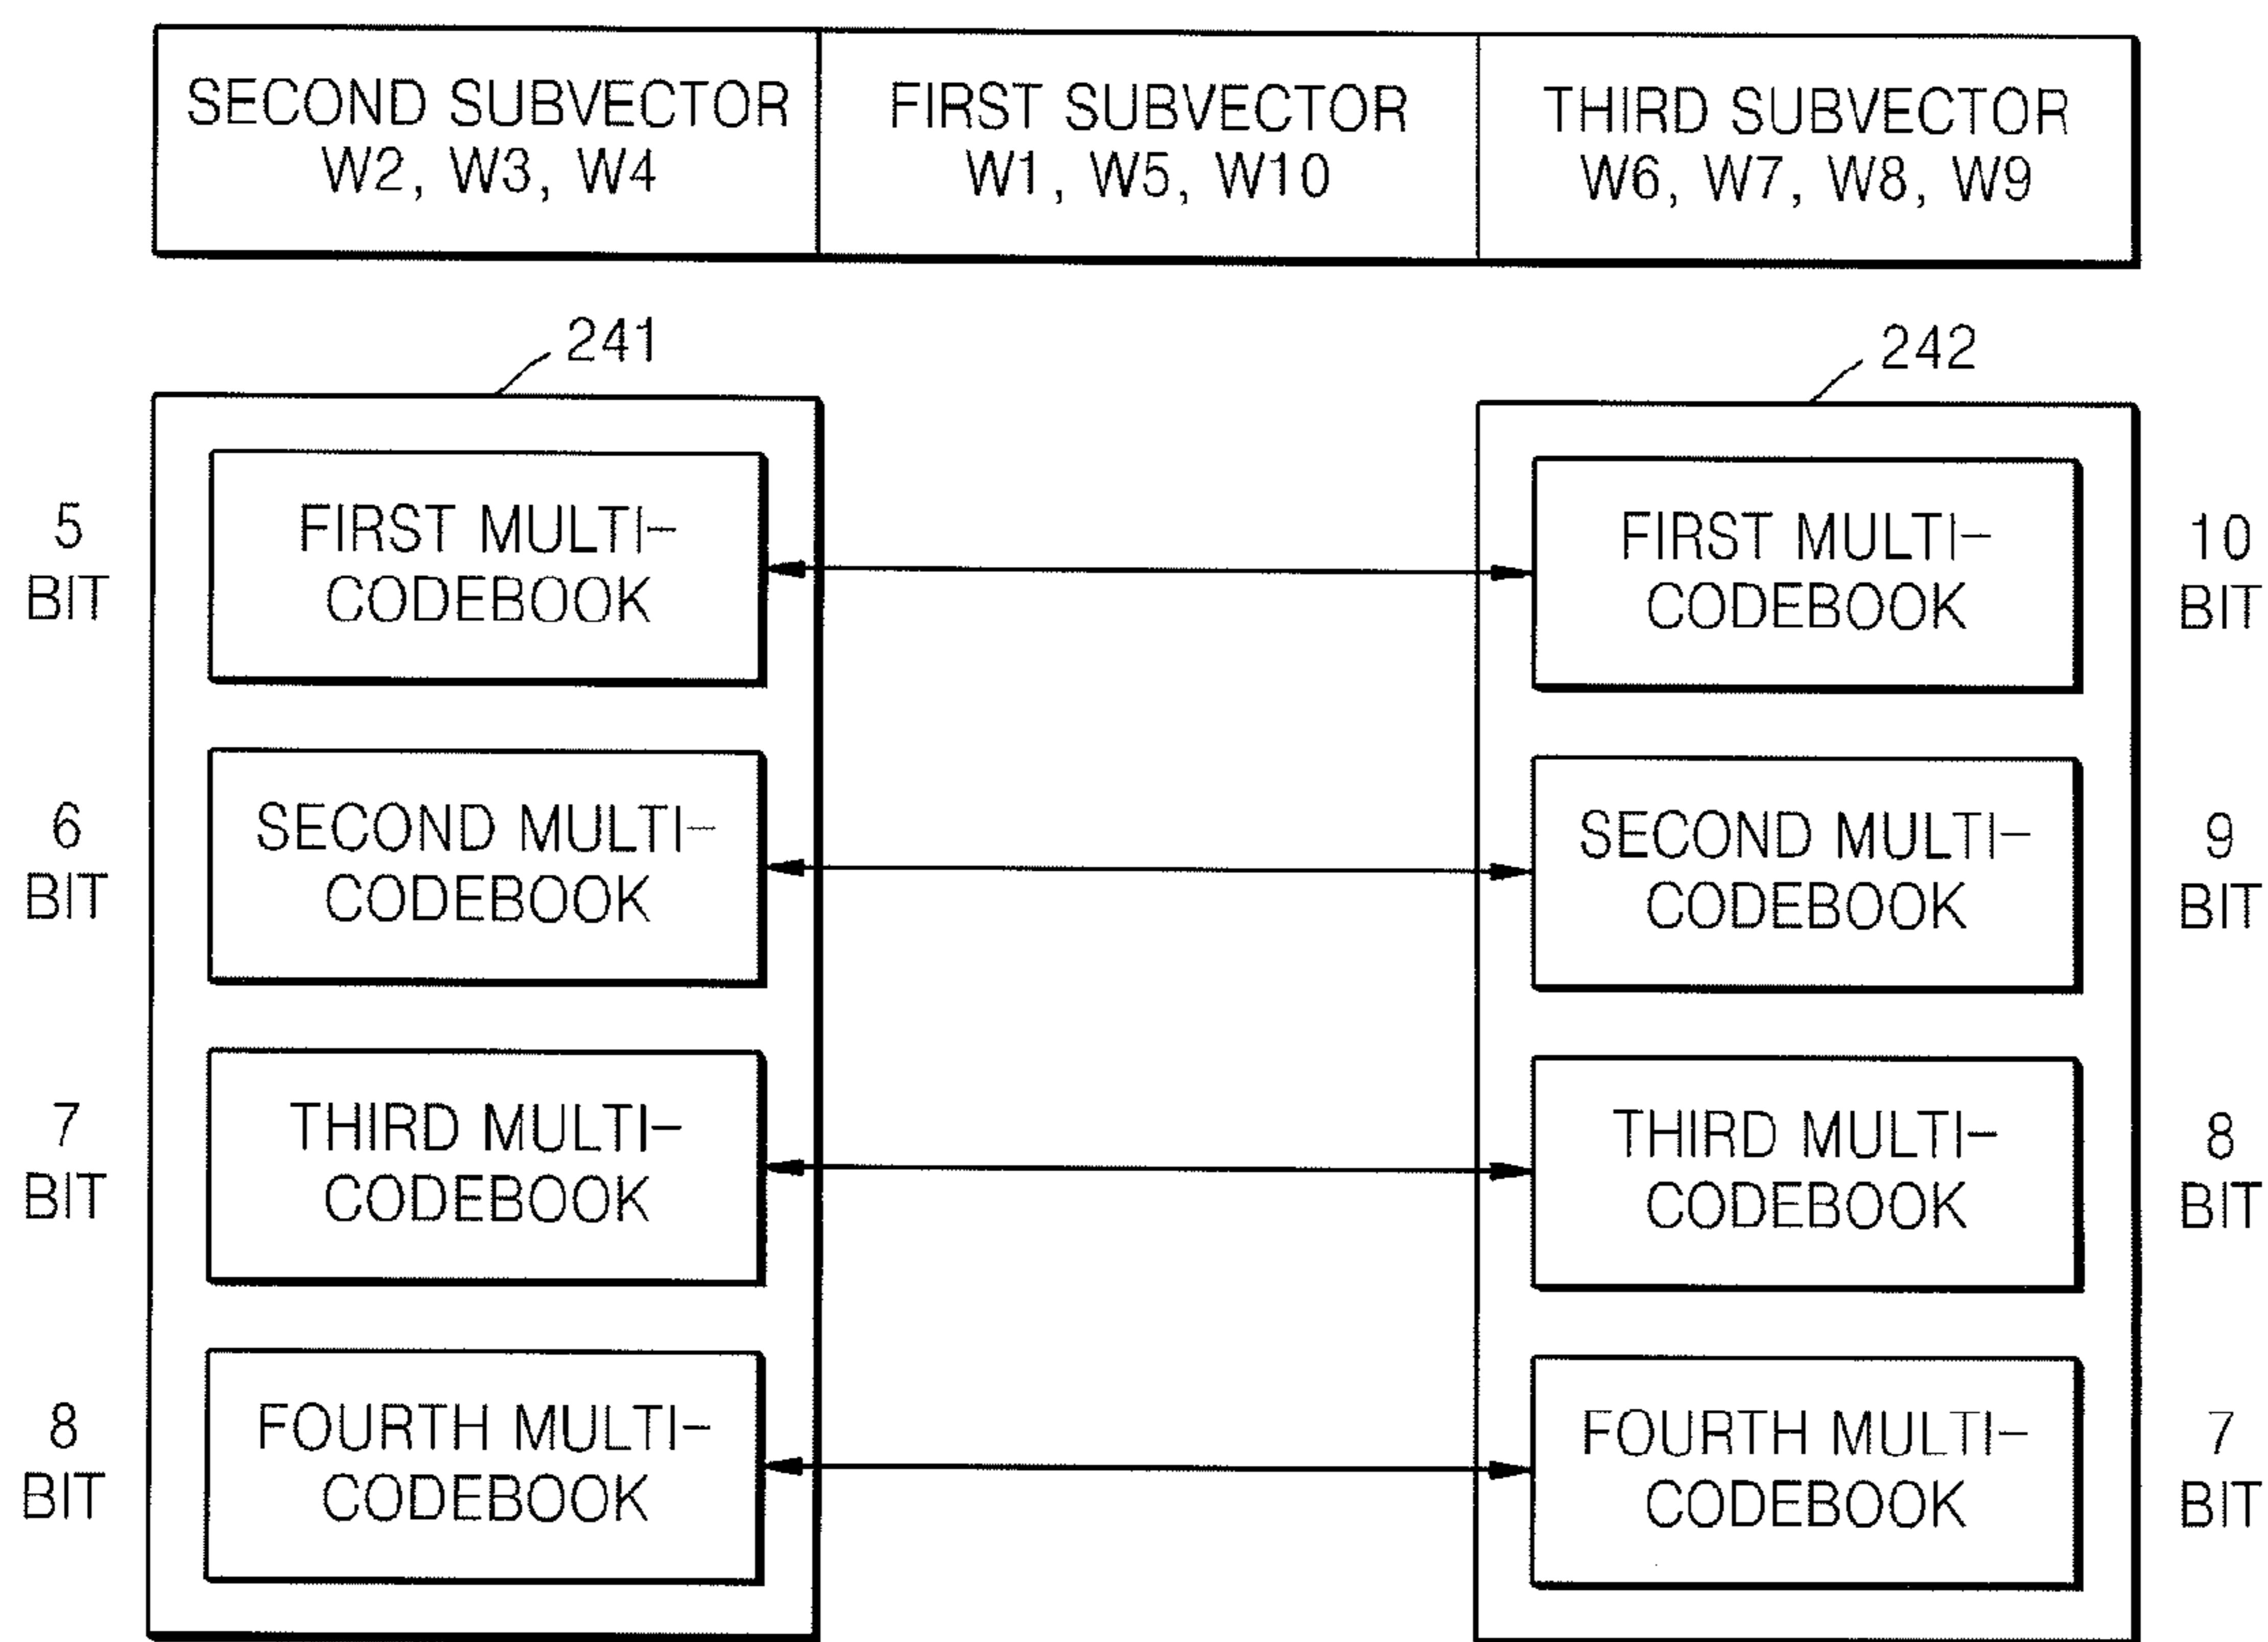 SECOND SUBVECTOR
W2, W3, W4
FIRST SUBVECTOR
W1, W5, W10
THIRD SUBVECTOR
W6, W7, W8, W9
241
242
5
BIT
FIRST MULTI-
CODEBOOK
FIRST MULTI-
CODEBOOK
10
BIT
6
BIT
SECOND MULTI-
CODEBOOK
SECOND MULTI-
CODEBOOK
9
BIT
7
BIT
THIRD MULTI-
CODEBOOK
THIRD MULTI-
CODEBOOK
8
BIT
8
BIT
FOURTH MULTI-
CODEBOOK
FOURTH MULTI-
CODEBOOK
7
BIT